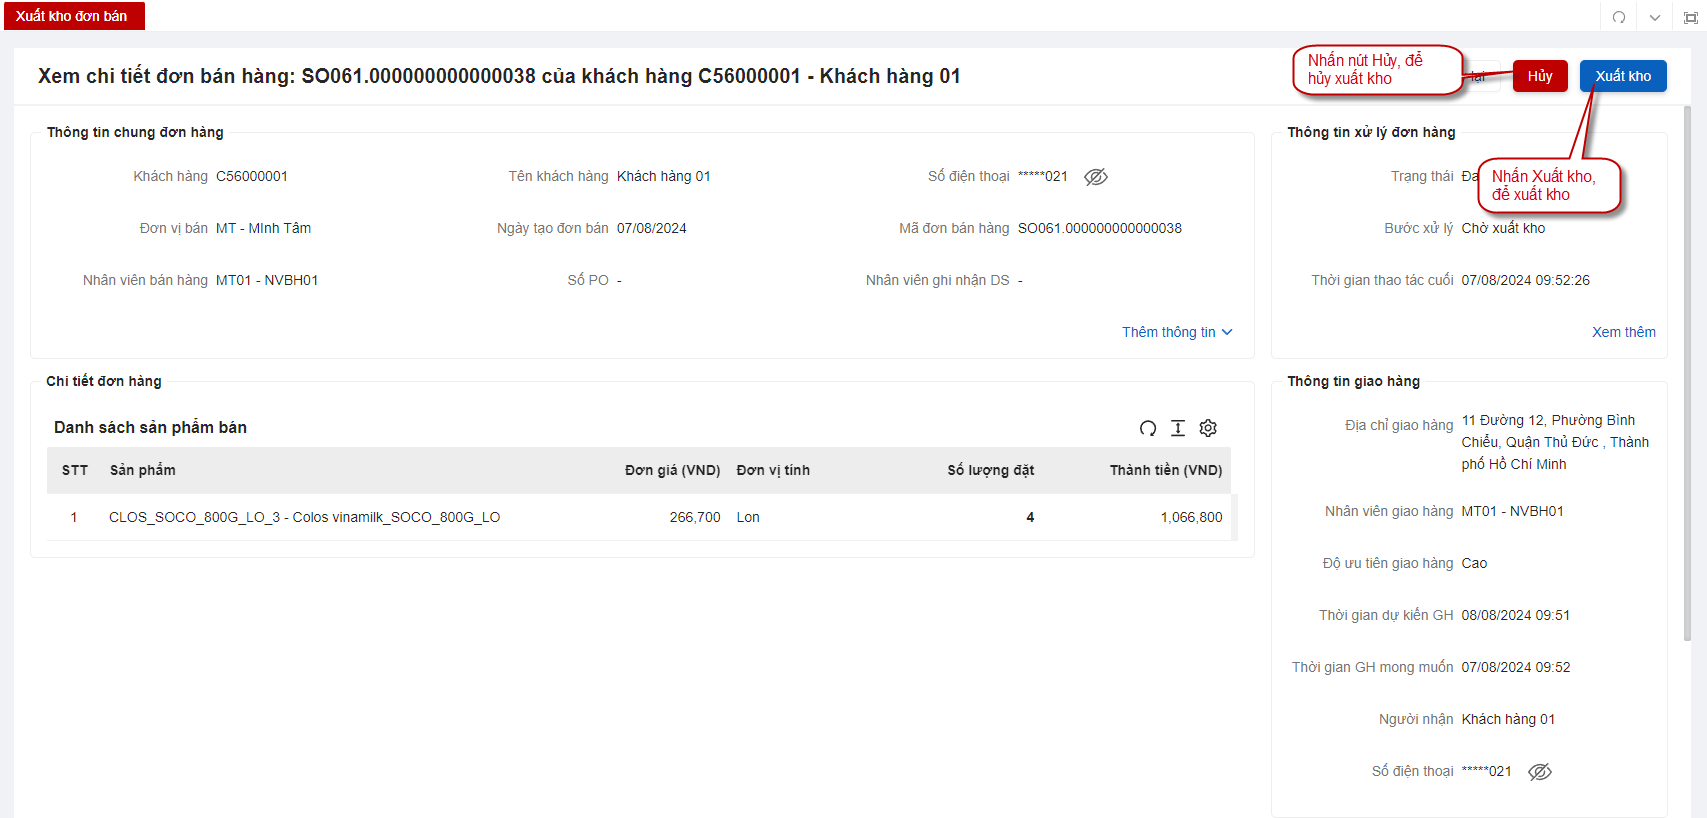 Xuất kho đơn bán
Xem chi tiết đơn bán hàng: SO061.000000000000038 của khách hàng C56000001 - Khách hàng 01
Nhấn nút Hủy, để
hủy xuất kho
lại
Hủy
Xuất kho
Thông tin chung đơn hàng
Khách hàng C56000001
Tên khách hàng Khách hàng 01
Số điện thoại *****021
Đơn vị bán MT - MInh Tâm
Ngày tạo đơn bán 07/08/2024
Mã đơn bán hàng SO061.000000000000038
Nhân viên bán hàng MT01 - NVBH01
Số PO -
Nhân viên ghi nhận DS -
Thêm thông tin
Thông tin xử lý đơn hàng
Trạng thái
Nhấn Xuất kho,
để xuất kho
Bước xử lý Chờ xuất kho
Thời gian thao tác cuối 07/08/2024 09:52:26
Xem thêm
Chi tiết đơn hàng
Danh sách sản phẩm bán
STT Sản phẩm Đơn giá (VND) Đơn vị tính Số lượng đặt Thành tiền (VND)
1 CLOS_SOCO_800G_LO_3 - Colos vinamilk_SOCO_800G_LO 266,700 Lon 4 1,066,800
Thông tin giao hàng
Địa chỉ giao hàng 11 Đường 12, Phường Bình
Chiểu, Quận Thủ Đức , Thành
phố Hồ Chí Minh
Nhân viên giao hàng MT01 - NVBH01
Độ ưu tiên giao hàng Cao
Thời gian dự kiến GH 08/08/2024 09:51
Thời gian GH mong muốn 07/08/2024 09:52
Người nhận Khách hàng 01
Số điện thoại *****021